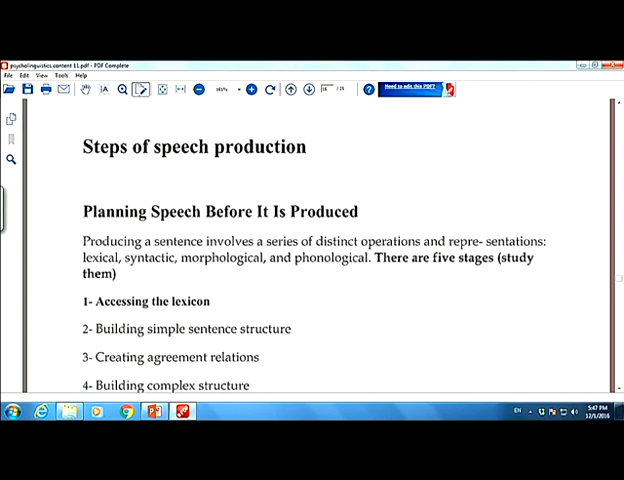 psycholinguistics content 11.pdf - PDF Complete
File Edit View Tools Help
Need to edit this PDF?
Steps of speech production
Planning Speech Before It Is Produced
Producing a sentence involves a series of distinct operations and repre- sentations:
lexical, syntactic, morphological, and phonological. There are five stages (study
them)
1- Accessing the lexicon
2- Building simple sentence structure
3- Creating agreement relations
4- Building complex structure
EN
5:47 PM
12/1/2016